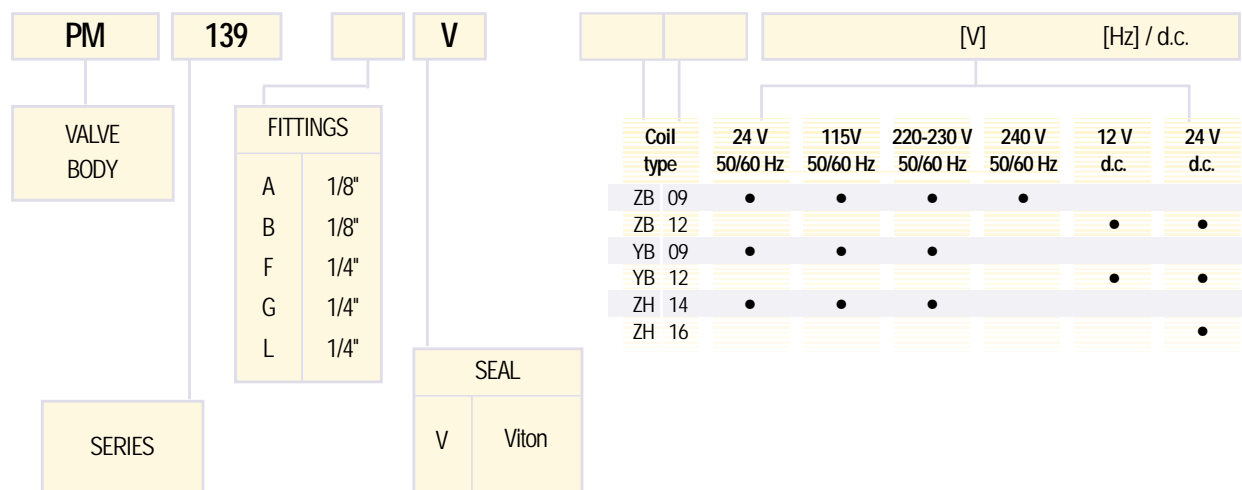 PM 139 V [V] [Hz] / d.c.
VALVE
BODY
FITTINGS
A 1/8"
B 1/8"
F 1/4"
G 1/4"
L 1/4"
SERIES
SEAL
V Viton
Coil 24 V 115V 220-230 V 240 V 12 V 24 V
type 50/60 Hz 50/60 Hz 50/60 Hz 50/60 Hz d.c. d.c.
ZB 09 ● ● ● ●
ZB 12 ● ●
YB 09 ● ● ●
YB 12 ● ●
ZH 14 ● ● ●
ZH 16 ●